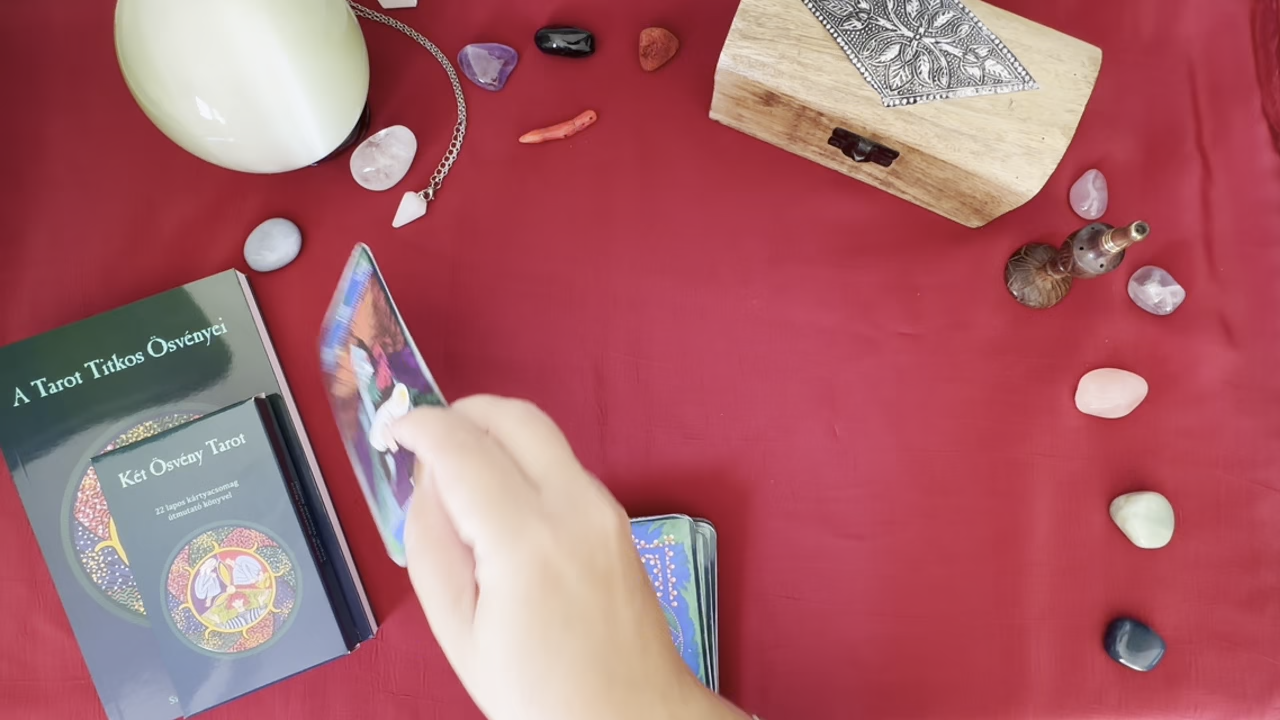 A Tarot Titkos Ösvényei
Két Ösvény Tarot
22 lapos kártyacsomag
útmutató könyvvel